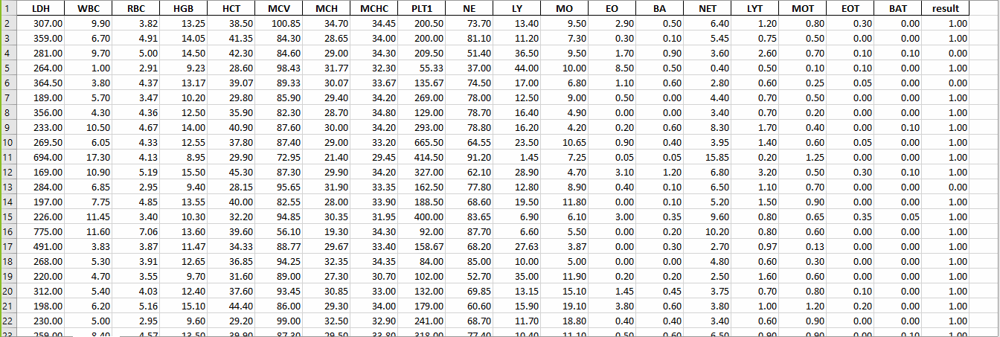 1 LDH WBC RBC HGB HCT MCV MCH MCHC PLT1 NE LY MO EO BA NET LYT MOT EOT BAT result
2 307.00 9.90 3.82 13.25 38.50 100.85 34.70 34.45 200.50 73.70 13.40 9.50 2.90 0.50 6.40 1.20 0.80 0.30 0.00 1.00
3 359.00 6.70 4.91 14.05 41.35 84.30 28.65 34.00 200.00 81.10 11.20 7.30 0.30 0.10 5.45 0.75 0.50 0.00 0.00 1.00
4 281.00 9.70 5.00 14.50 42.30 84.60 29.00 34.30 209.50 51.40 36.50 9.50 1.70 0.90 3.60 2.60 0.70 0.10 0.10 0.00
5 264.00 1.00 2.91 9.23 28.60 98.43 31.77 32.30 55.33 37.00 44.00 10.00 8.50 0.50 0.40 0.50 0.10 0.10 0.00 1.00
6 364.50 3.80 4.37 13.17 39.07 89.33 30.07 33.67 135.67 74.50 17.00 6.80 1.10 0.60 2.80 0.60 0.25 0.05 0.00 0.00
7 189.00 5.70 3.47 10.20 29.80 85.90 29.40 34.20 269.00 78.00 12.50 9.00 0.50 0.00 4.40 0.70 0.50 0.00 0.00 1.00
8 356.00 4.30 4.36 12.50 35.90 82.30 28.70 34.80 129.00 78.70 16.40 4.90 0.00 0.00 3.40 0.70 0.20 0.00 0.00 1.00
9 233.00 10.50 4.67 14.00 40.90 87.60 30.00 34.20 293.00 78.80 16.20 4.20 0.20 0.60 8.30 1.70 0.40 0.00 0.10 1.00
10 269.50 6.05 4.33 12.55 37.80 87.40 29.00 33.20 665.50 64.55 23.50 10.65 0.90 0.40 3.95 1.40 0.60 0.05 0.00 1.00
11 694.00 17.30 4.13 8.95 29.90 72.95 21.40 29.45 414.50 91.20 1.45 7.25 0.05 0.05 15.85 0.20 1.25 0.00 0.00 1.00
12 169.00 10.90 5.19 15.50 45.30 87.30 29.90 34.20 327.00 62.10 28.90 4.70 3.10 1.20 6.80 3.20 0.50 0.30 0.10 1.00
13 284.00 6.85 2.95 9.40 28.15 95.65 31.90 33.35 162.50 77.80 12.80 8.90 0.40 0.10 6.50 1.10 0.70 0.00 0.00 0.00
14 197.00 7.75 4.85 13.55 40.00 82.55 28.00 33.90 188.50 68.60 19.50 11.80 0.00 0.10 5.20 1.50 0.90 0.00 0.00 1.00
15 226.00 11.45 3.40 10.30 32.20 94.85 30.35 31.95 400.00 83.65 6.90 6.10 3.00 0.35 9.60 0.80 0.65 0.35 0.05 1.00
16 775.00 11.60 7.06 13.60 39.60 56.10 19.30 34.30 92.00 87.70 6.60 5.50 0.00 0.20 10.20 0.80 0.60 0.00 0.00 1.00
17 491.00 3.83 3.87 11.47 34.33 88.77 29.67 33.40 158.67 68.20 27.63 3.87 0.00 0.30 2.70 0.97 0.13 0.00 0.00 1.00
18 268.00 5.30 3.91 12.65 36.85 94.25 32.35 34.35 84.00 85.00 10.00 5.00 0.00 0.00 4.80 0.60 0.30 0.00 0.00 1.00
19 220.00 4.70 3.55 9.70 31.60 89.00 27.30 30.70 102.00 52.70 35.00 11.90 0.20 0.20 2.50 1.60 0.60 0.00 0.00 1.00
20 312.00 5.40 4.03 12.40 37.60 93.45 30.85 33.00 132.00 69.85 13.15 15.10 1.45 0.45 3.75 0.70 0.80 0.10 0.00 1.00
21 198.00 6.20 5.16 15.10 44.40 86.00 29.30 34.00 179.00 60.60 15.90 19.10 3.80 0.60 3.80 1.00 1.20 0.20 0.00 1.00
22 230.00 5.00 2.95 9.60 29.20 99.00 32.50 32.90 241.00 68.70 11.70 18.80 0.40 0.40 3.40 0.60 0.90 0.00 0.00 1.00
23 259.00 8.40 4.57 13.50 39.90 87.30 29.50 33.80 318.00 77.40 10.40 11.10 0.50 0.60 6.50 0.90 0.90 0.00 0.10 1.00